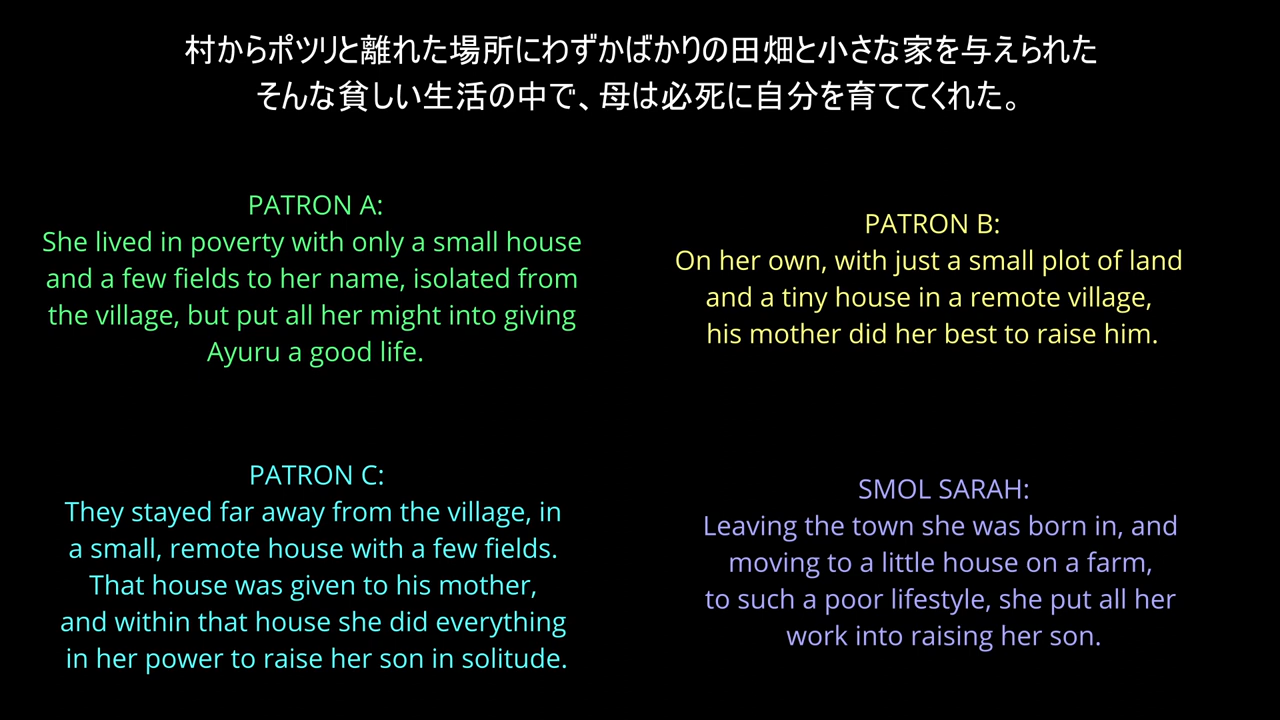 村からポツリと離れた場所にわずかばかりの田畑と小さな家を与えられた
そんな貧しい生活の中で、母は必死に自分を育ててくれた。
PATRON A:
She lived in poverty with only a small house
and a few fields to her name, isolated from
the village, but put all her might into giving
Ayuru a good life.
PATRON B:
On her own, with just a small plot of land
and a tiny house in a remote village,
his mother did her best to raise him.
PATRON C:
They stayed far away from the village, in
a small, remote house with a few fields.
That house was given to his mother,
and within that house she did everything
in her power to raise her son in solitude.
SMOL SARAH:
Leaving the town she was born in, and
moving to a little house on a farm,
to such a poor lifestyle, she put all her
work into raising her son.